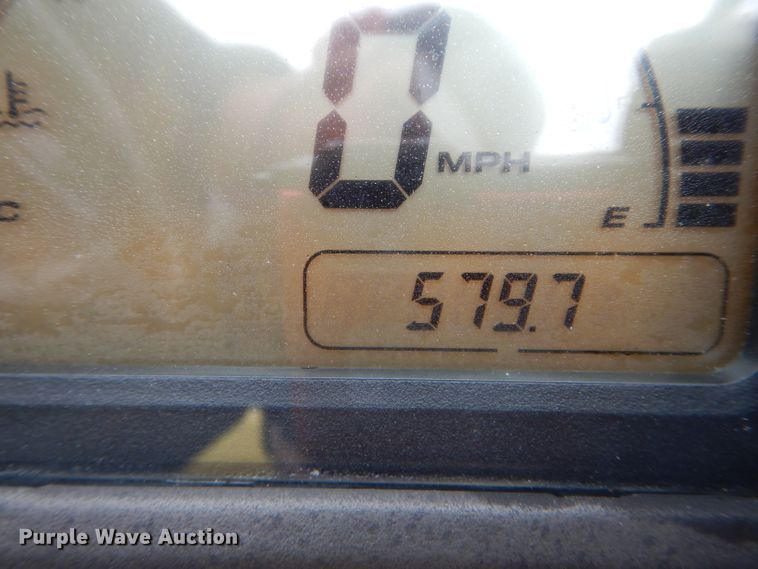 0 MPH
C
E
579.7
Purple Wave Auction